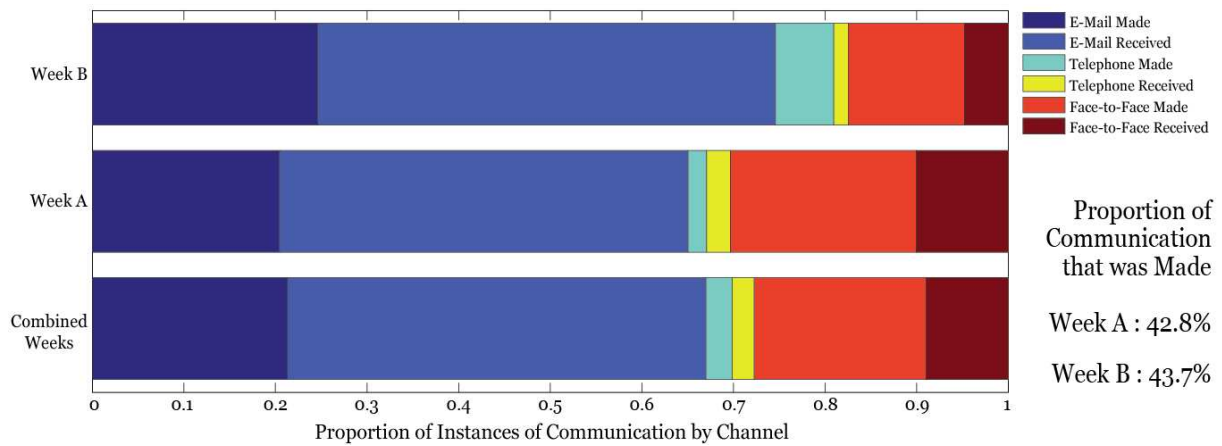 E-Mail Made
E-Mail Received
Telephone Made
Telephone Received
Face-to-Face Made
Face-to-Face Received
Week B
Week A
Combined
Weeks
0 0.1 0.2 0.3 0.4 0.5 0.6 0.7 0.8 0.9 1
Proportion of Instances of Communication by Channel
Proportion of
Communication
that was Made
Week A : 42.8%
Week B : 43.7%